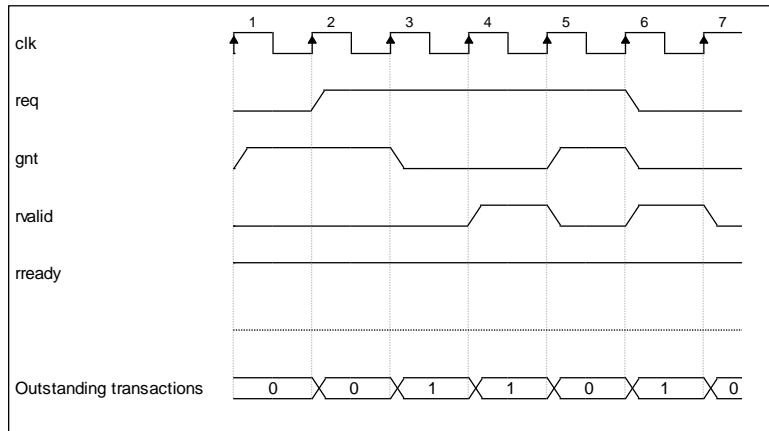 1 2 3 4 5 6 7
clk
req
gnt
rvalid
rready
Outstanding transactions 0 0 1 1 0 1 0